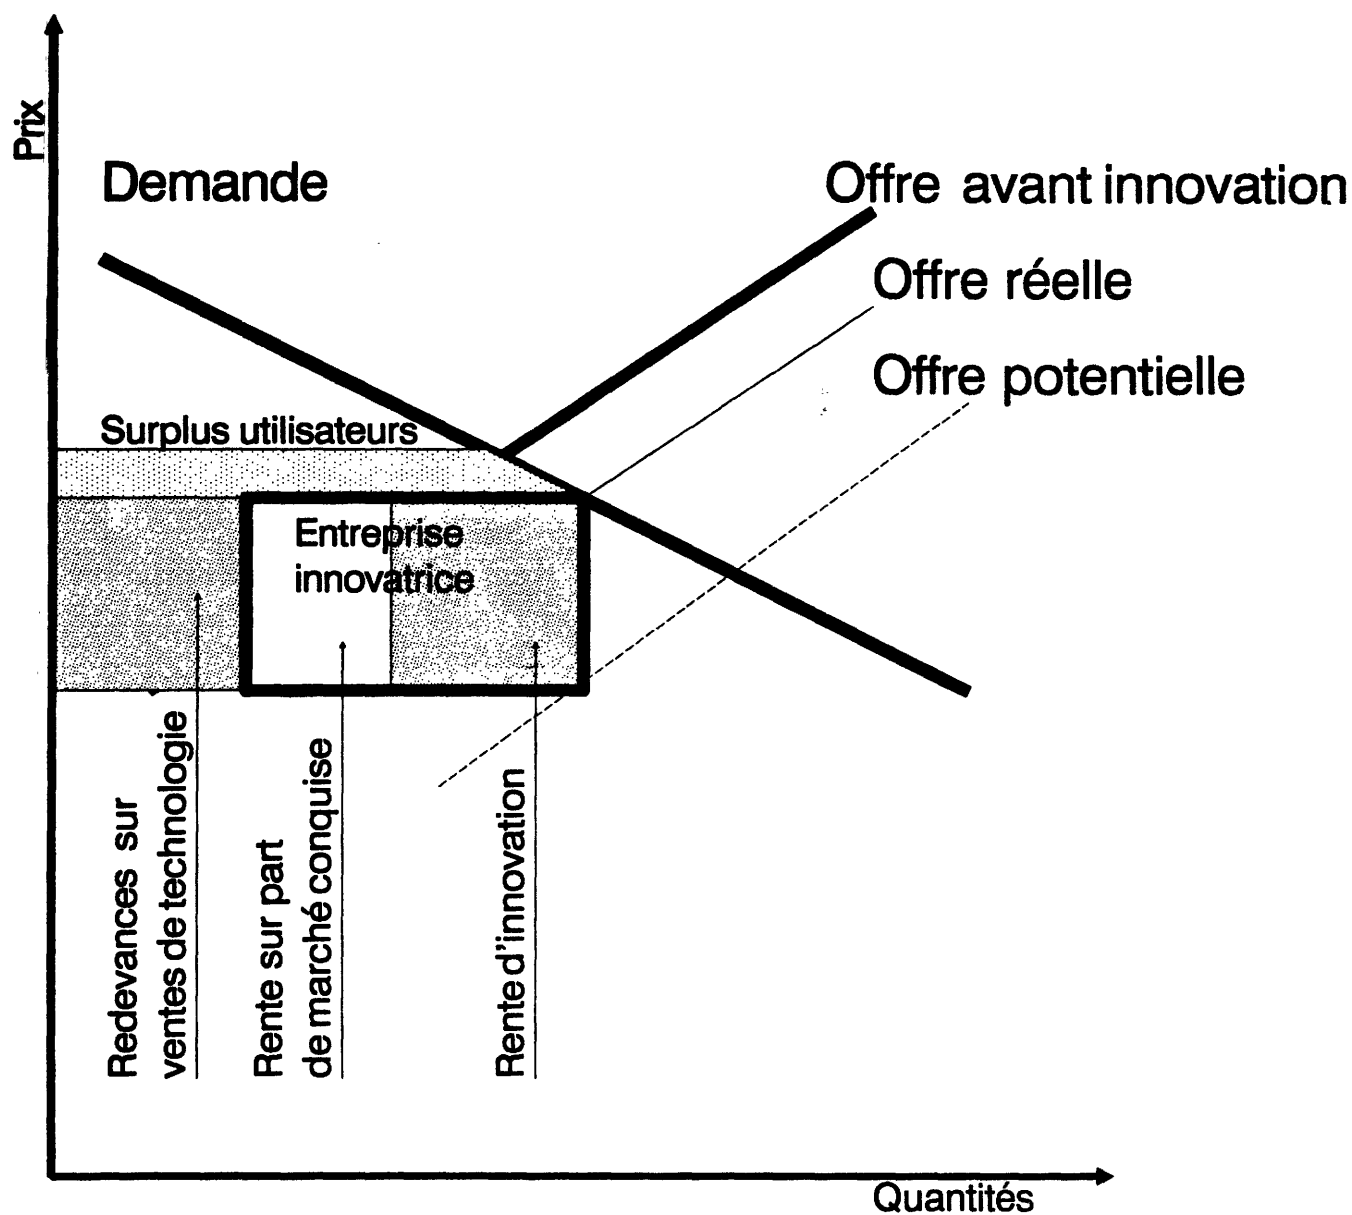 Prix
Demande
Offre avant innovation
Offre réelle
Offre potentielle
Surplus utilisateurs
Entreprise
innovatrice
Redevances sur
ventes de technologie
Rente sur part
de marché conquise
Rente d'innovation
Quantités